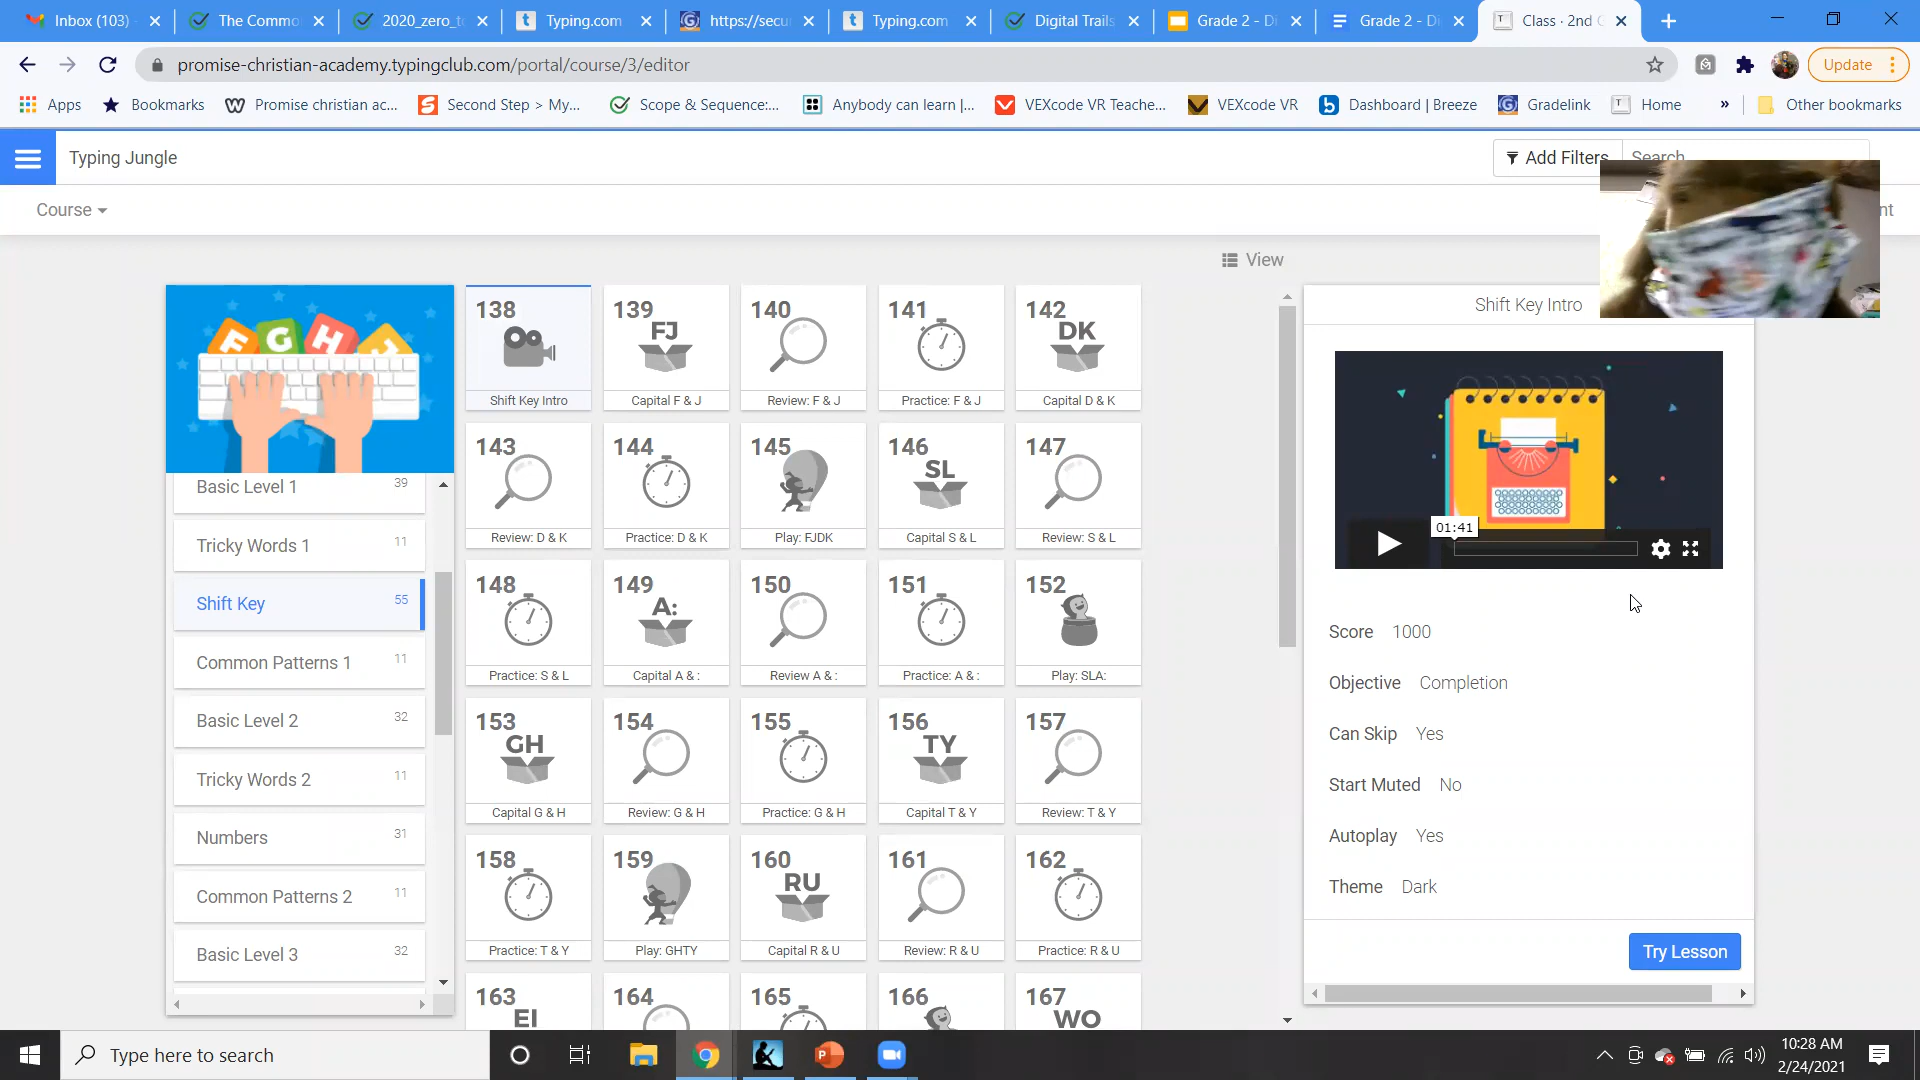 Inbox (103)
The Commo
2020_zero_t
Typing.com
https://secu
Typing.com
Digital Trails
Grade 2 - Di
Grade 2 - Di
Class · 2nd G
promise-christian-academy.typingclub.com/portal/course/3/editor
Update
Apps
Bookmarks
Promise christian ac...
Second Step > My...
Scope & Sequence:...
Anybody can learn |...
VEXcode VR Teache...
VEXcode VR
Dashboard | Breeze
Gradelink
Home
»
Other bookmarks
Typing Jungle
Add Filters
Search
Course
nt
View
F G H J
Basic Level 1 39
Tricky Words 1 11
Shift Key 55
Common Patterns 1 11
Basic Level 2 32
Tricky Words 2 11
Numbers 31
Common Patterns 2 11
Basic Level 3 32
138
Shift Key Intro
139
FJ
Capital F & J
140
Review: F & J
141
Practice: F & J
142
DK
Capital D & K
143
Review: D & K
144
Practice: D & K
145
Play: FJDK
146
SL
Capital S & L
147
Review: S & L
148
Practice: S & L
149
A:
Capital A & :
150
Review A & :
151
Practice: A & :
152
Play: SLA:
153
GH
Capital G & H
154
Review: G & H
155
Practice: G & H
156
TY
Capital T & Y
157
Review: T & Y
158
Practice: T & Y
159
Play: GHTY
160
RU
Capital R & U
161
Review: R & U
162
Practice: R & U
163
EI
164
165
166
167
WO
Shift Key Intro
01:41
Score 1000
Objective Completion
Can Skip Yes
Start Muted No
Autoplay Yes
Theme Dark
Try Lesson
Type here to search
10:28 AM
2/24/2021